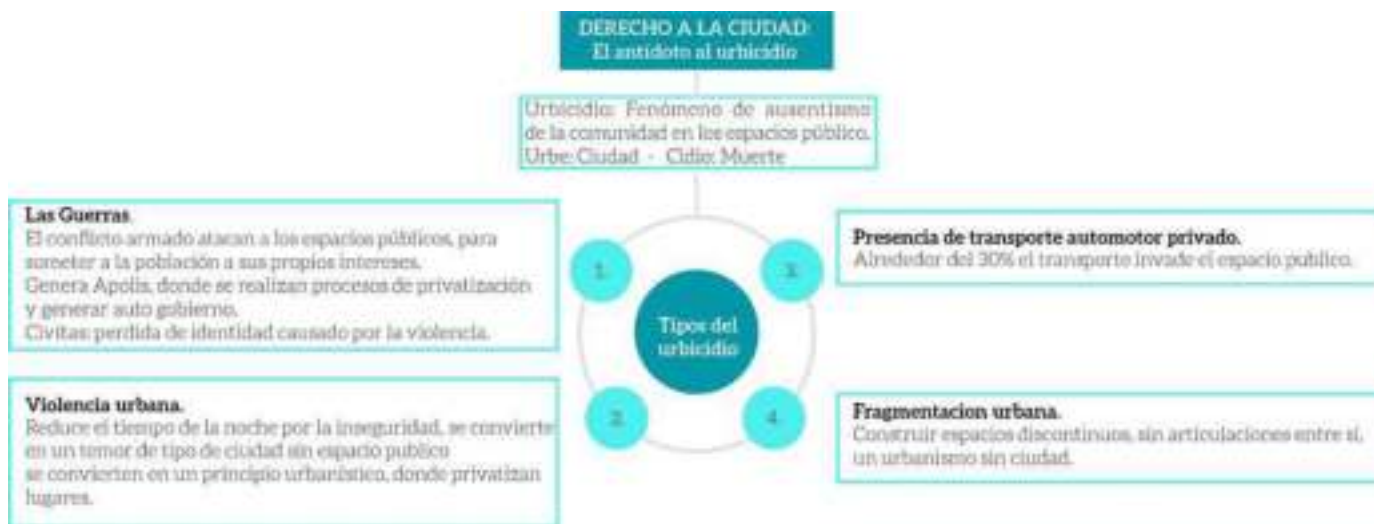 DERECHO A LA CIUDAD:
El antídoto al urbicidio
Urbicidio: Fenómeno de ausentismo
de la comunidad en los espacios público.
Urbe: Ciudad - Cidio: Muerte
Las Guerras.
El conflicto armado atacan a los espacios públicos, para
someter a la población a sus propios intereses.
Genera Apolis, donde se realizan procesos de privatización
y generar auto gobierno.
Civitas: perdida de identidad causado por la violencia.
Violencia urbana.
Reduce el tiempo de la noche por la inseguridad, se convierte
en un temor de tipo de ciudad sin espacio publico
se convierten en un principio urbanístico, donde privatizan
lugares.
1.
2.
3.
4.
Tipos del
urbicidio
Presencia de transporte automotor privado.
Alrededor del 30% el transporte invade el espacio publico.
Fragmentacion urbana.
Construir espacios discontinuos, sin articulaciones entre sí,
un urbanismo sin ciudad.